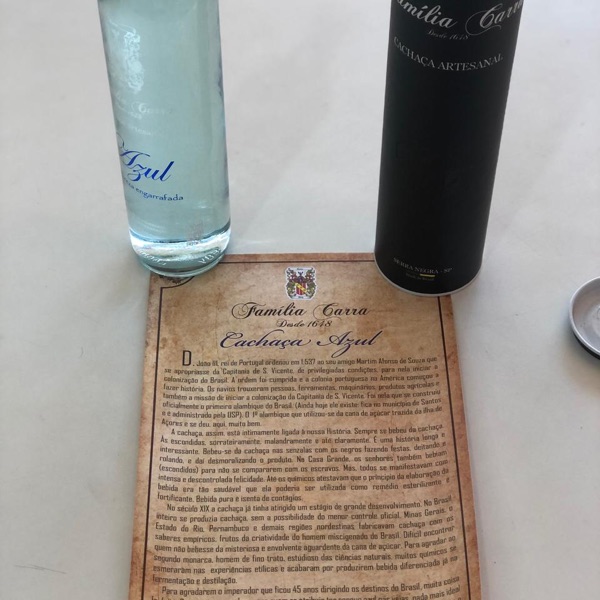 Família Carra
Desde 1648
CACHAÇA ARTESANAL
Azul
engarrafada
SERRA NEGRA - SP
Família Carra
Desde 1648
Cachaça Azul
D. João III, rei de Portugal ordenou em 1.537 ao seu amigo Martim Afonso de Souza que
se apropriasse da Capitania de S. Vicente, de privilegiadas condições, para nela iniciar a
colonização do Brasil. A ordem foi cumprida e a colônia portuguesa na América começou a
fazer história. Os navios trouxeram pessoas, ferramentas, máquinários, produtos agrícolas e
também a missão de iniciar a colonização da Capitania de S. Vicente. Foi nela que se construiu
oficialmente o primeiro alambique do Brasil. (Ainda hoje ele existe; fica no município de Santos
e é administrado pela USP). O 1º alambique que utilizou-se da cana de açúcar trazida da ilha de
Açores e se deu, aqui, muito bem.
A cachaça, assim, está intimamente ligada à nossa História. Sempre se bebeu da cachaça.
Às escondidas, sorrateiramente, malandramente e até claramente. É uma história longa e
interessante. Bebeu-se da cachaça nas senzalas com os negros fazendo festas, deitando e
rolando, e daí desmoralizando o produto. Na Casa Grande, os senhores também bebiam
(escondidos) para não se compararem com os escravos. Mas, todos se manifestavam com
intensa e descontrolada felicidade. Até os químicos atestavam que o princípio da elaboração da
bebida era tão saudável que ela poderia ser utilizada como remédio esterilizante e
fortificante. Bebida pura é isenta de contágios.
No século XIX a cachaça já tinha atingido um estágio de grande desenvolvimento. No Brasil
inteiro se produzia cachaça, sem a possibilidade do menor controle oficial. Minas Gerais, o
Estado do Rio, Pernambuco e demais regiões nordestinas, fabricavam cachaça com os
saberes empíricos, frutos da criatividade do homem miscigenado do Brasil. Difícil encontrar
quem não bebesse da misteriosa e envolvente aguardente da cana de açúcar. Para agradar ao
segundo monarca, homem de fino trato, estudioso das ciências naturais, muitos químicos se
esmeraram nas experiências etílicas e acabaram por produzirem bebida diferenciada já na
fermentação e destilação.
Para agradarem o imperador que ficou 45 anos dirigindo os destinos do Brasil, muita coisa